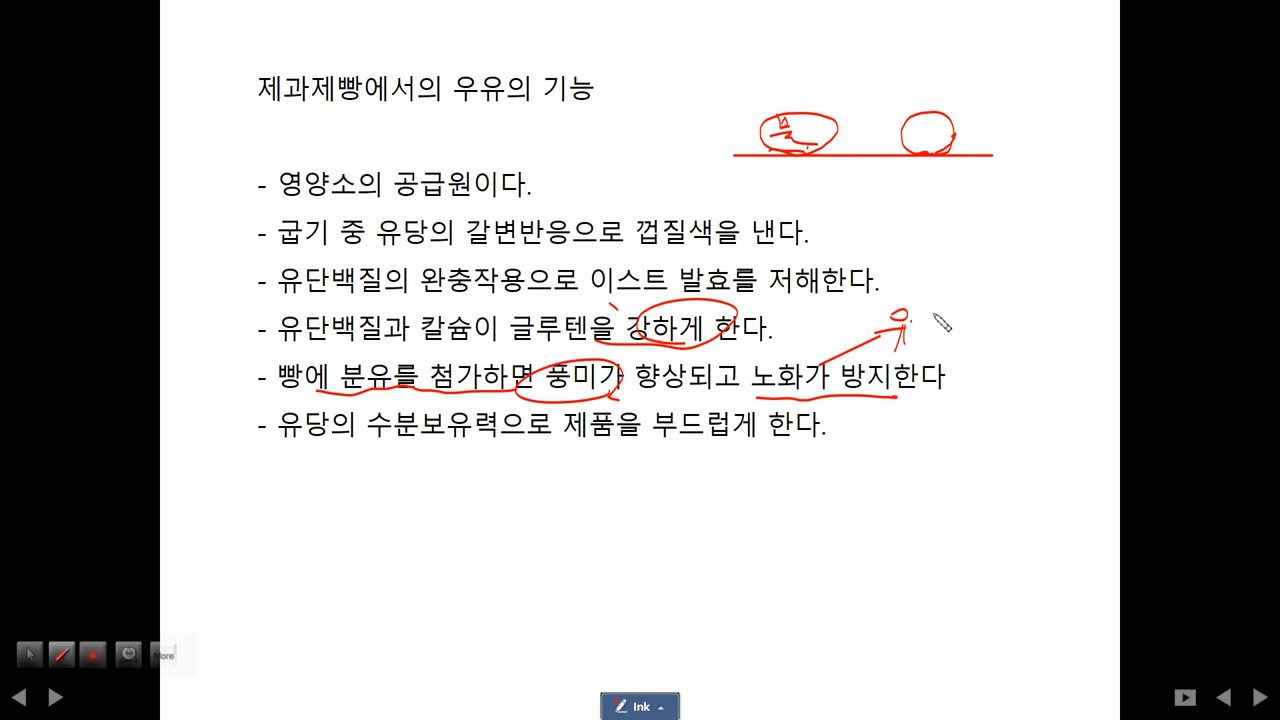 제과제빵에서의 우유의 기능
- 영양소의 공급원이다.
- 굽기 중 유당의 갈변반응으로 껍질색을 낸다.
- 유단백질의 완충작용으로 이스트 발효를 저해한다.
- 유단백질과 칼슘이 글루텐을 강하게 한다.
- 빵에 분유를 첨가하면 풍미가 향상되고 노화가 방지한다
- 유당의 수분보유력으로 제품을 부드럽게 한다.
More
Ink